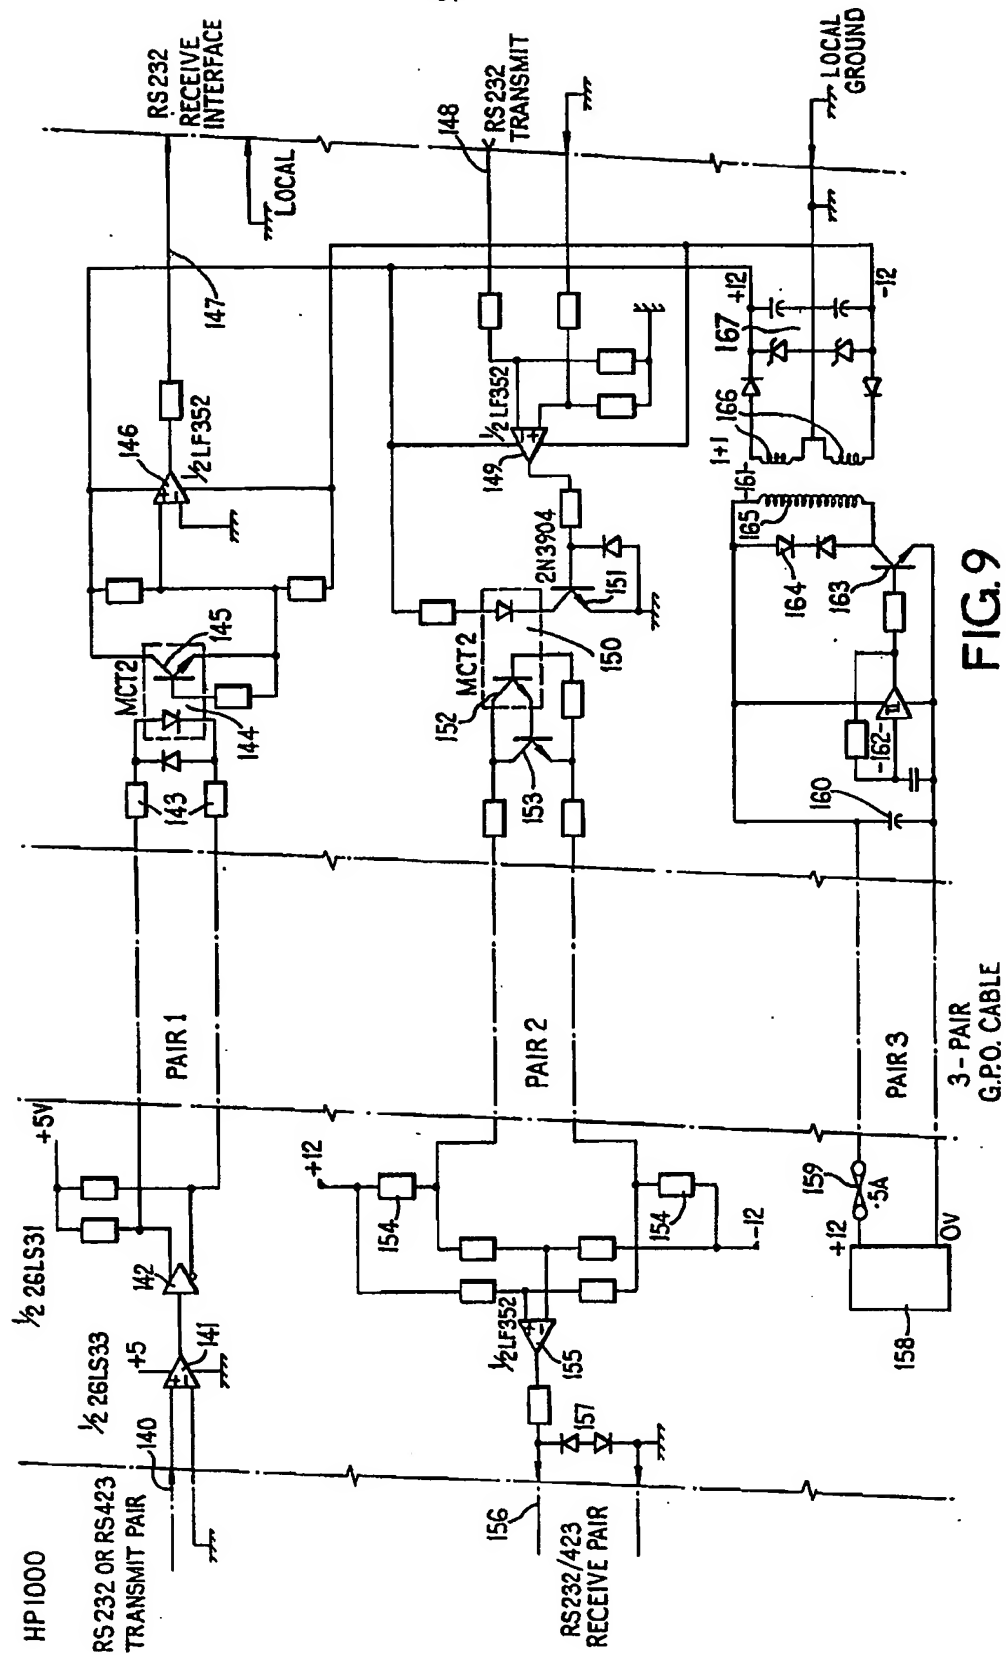 HP1000
RS232 OR RS423
TRANSMIT PAIR
140
½ 26LS33
+5
141
½ 26LS31
142
+5V
PAIR 1
143
MCT2
144
145
146
½ LF352
147
RS232
RECEIVE
INTERFACE
LOCAL
RS232/423
RECEIVE PAIR
156
157
155
½ LF352
+12
154
154
-12
PAIR 2
153
152
MCT2
150
151
2N3904
149
½ LF352
148
RS232
TRANSMIT
158
+12
0V
159
.5A
PAIR 3
3-PAIR
G.P.O. CABLE
160
-162-
163
164
165
-161-
1+1
166
167
+12
-12
LOCAL
GROUND
FIG. 9